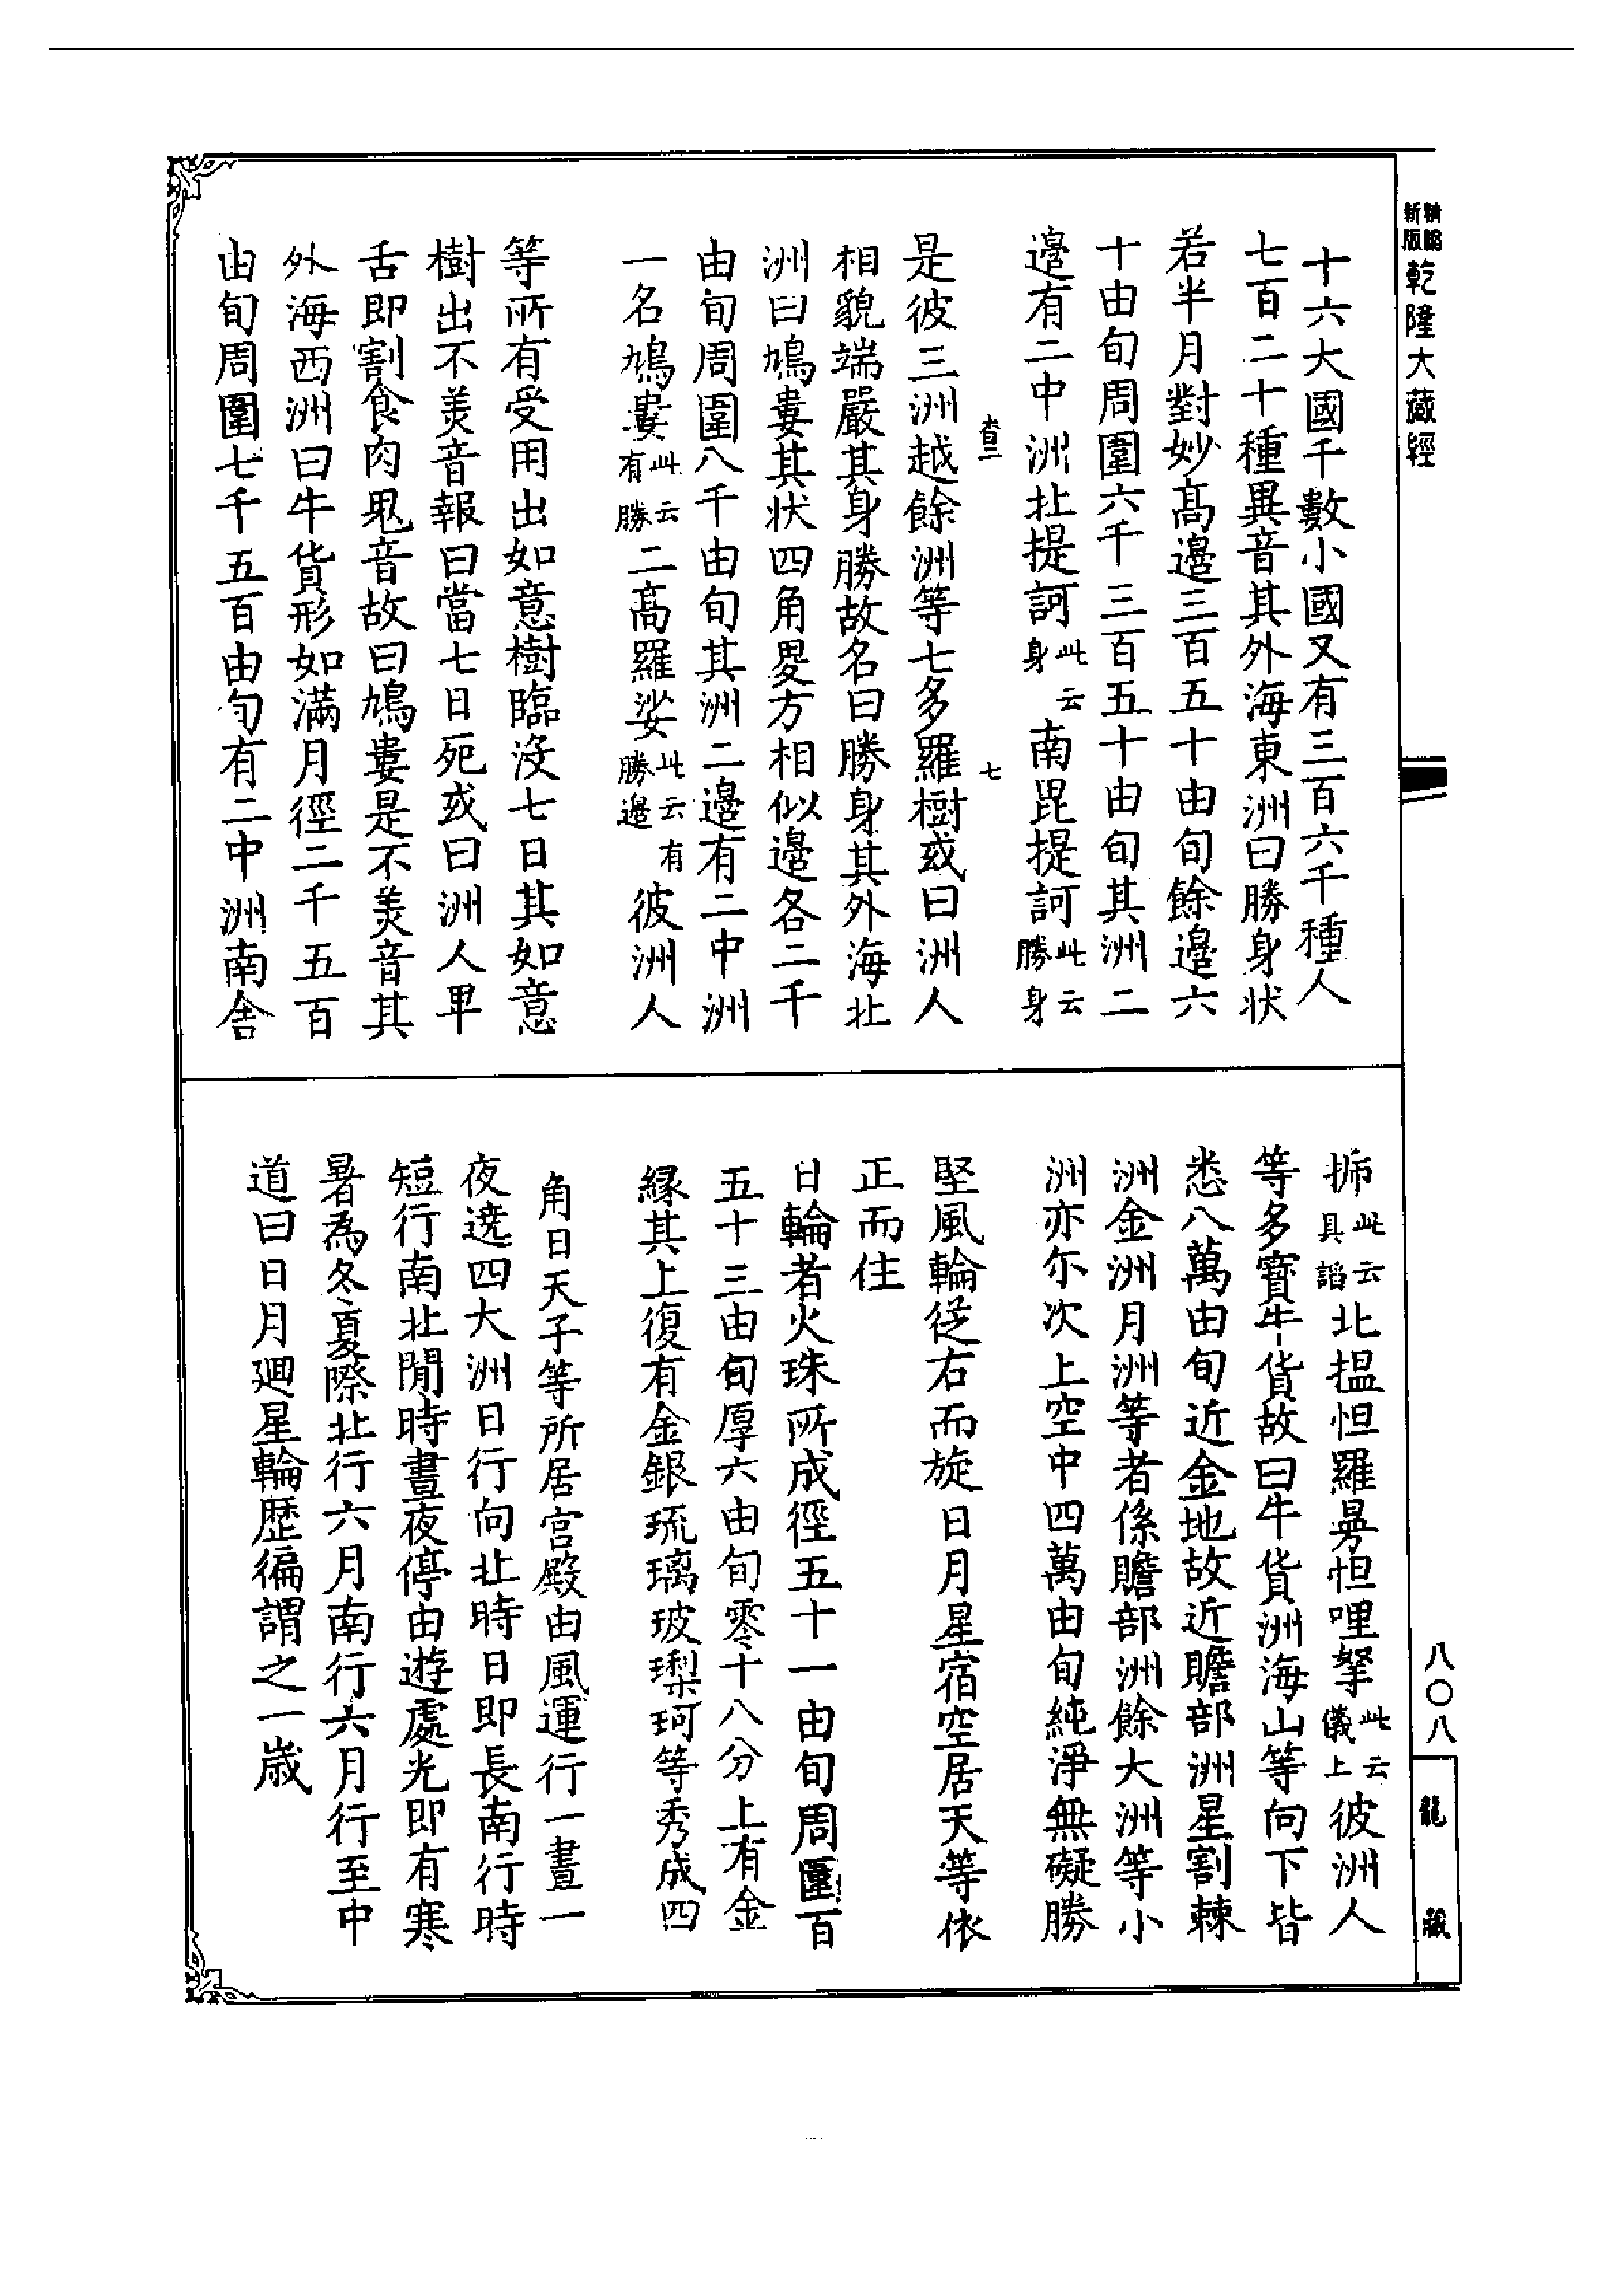 精編
新版
乾隆大藏經
十六大國千數小國又有三百六千種人
七百二十種異音其外海東洲曰勝身状
若半月對妙髙邉三百五十由旬餘邉六
十由旬周圍六千三百五十由旬其洲二
邉有二中洲北提訶此云身南毘提訶此云勝身
是彼三洲越餘洲等七多羅樹或曰洲人
相貌端嚴其身勝故名曰勝身其外海北
洲曰鳩婁其状四角畟方相似邉各二千
由旬周圍八千由旬其洲二邉有二中洲
一名鳩婁此云有勝二髙羅娑此云有勝邉彼洲人
等所有受用出如意樹臨沒七日其如意
樹出不羙音報曰當七日死或曰洲人早
舌即割食肉鬼音故曰鳩婁是不羙音其
外海西洲曰牛貨形如滿月徑二千五百
由旬周圍七千五百由旬有二中洲南舎
七
㧊此云具謟北揾怛羅曼怛哩拏此云儀上彼洲人
等多寳牛貨故曰牛貨洲海山等向下皆
悉八萬由旬近金地故近贍部洲星割棘
洲金洲月洲等者係贍部洲餘大洲等小
洲亦尓次上空中四萬由旬純淨無礙勝
堅風輪從右而旋日月星宿空居天等依
正而住
日輪者火珠所成徑五十一由旬周圍百
五十三由旬厚六由旬零十八分上有金
縁其上復有金銀琉璃玻瓈珂等秀成四
角日天子等所居宫殿由風運行一晝一
夜遶四大洲日行向北時日即長南行時
短行南北閒時晝夜停由遊處光即有寒
暑為冬夏際北行六月南行六月行至中
道曰日月廻星輪歴徧謂之一歳
八〇八
龍藏